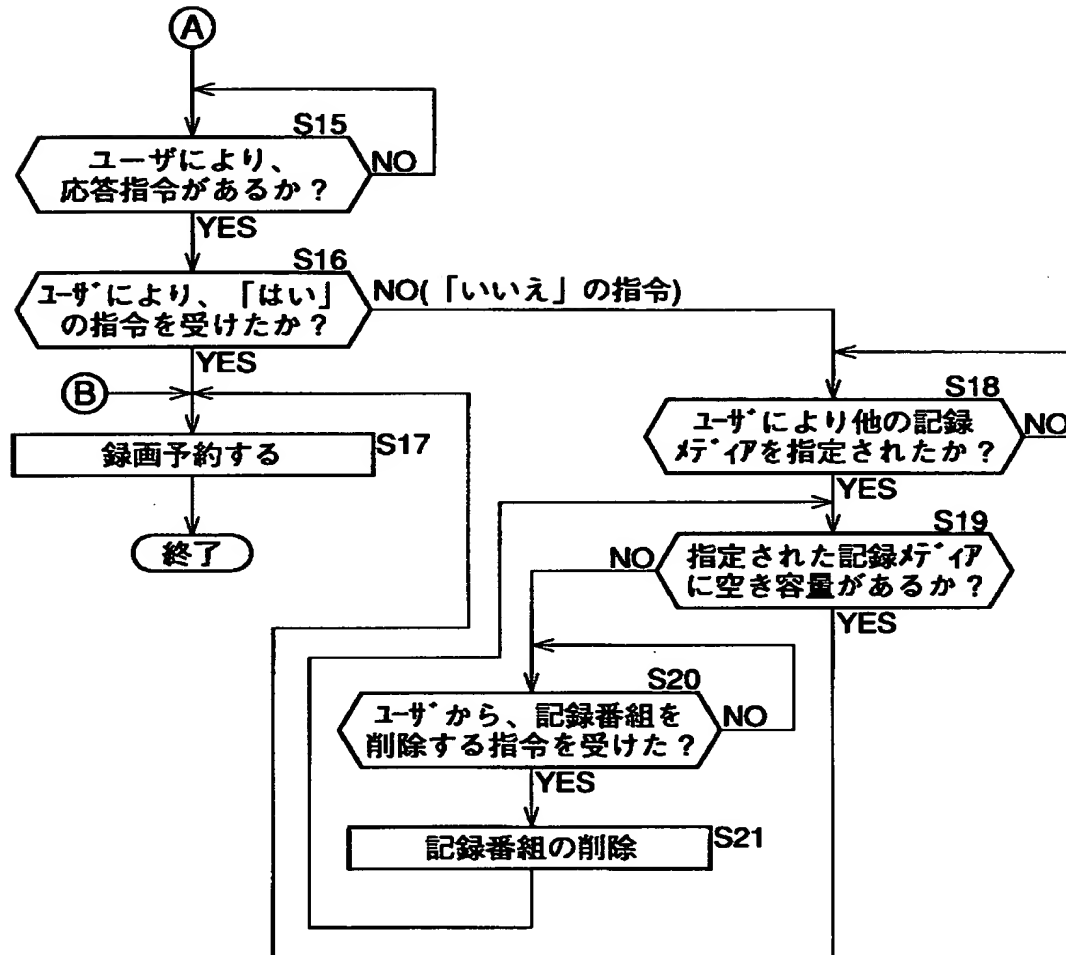 A
S15
ユーザにより、
応答指令があるか？
NO
YES
S16
ﾕｰｻﾞにより、「はい」
の指令を受けたか？
NO(「いいえ」の指令)
YES
B
S17
録画予約する
終了
S18
ﾕｰｻﾞにより他の記録
ﾒﾃﾞｨｱを指定されたか？
NO
YES
S19
指定された記録ﾒﾃﾞｨｱ
に空き容量があるか？
NO
YES
S20
ﾕｰｻﾞから、記録番組を
削除する指令を受けた？
NO
YES
記録番組の削除
S21